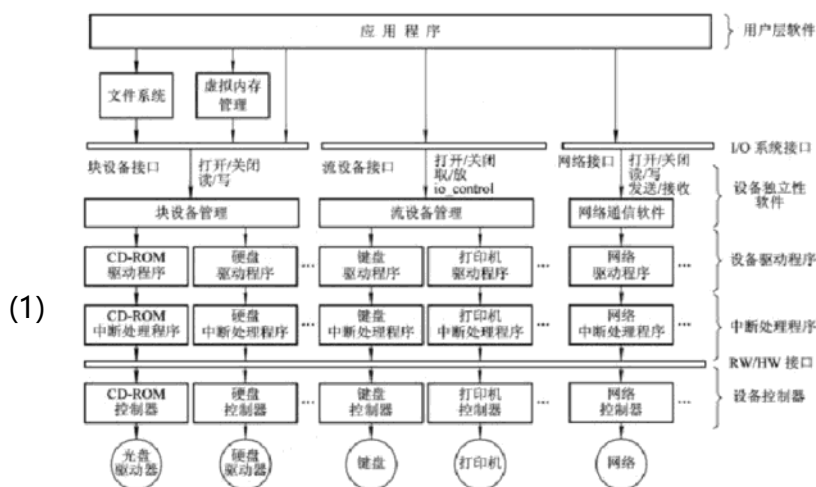 应用程序
用户层软件
文件系统
虚拟内存
管理
I/O 系统接口
块设备接口
打开/关闭
读/写
流设备接口
打开/关闭
取/放
io_control
网络接口
打开/关闭
读/写
发送/接收
设备独立性
软件
块设备管理
流设备管理
网络通信软件
CD-ROM
驱动程序
硬盘
驱动程序
...
键盘
驱动程序
打印机
驱动程序
...
网络
驱动程序
...
设备驱动程序
(1)
CD-ROM
中断处理程序
硬盘
中断处理程序
...
键盘
中断处理程序
打印机
中断处理程序
...
网络
中断处理程序
...
中断处理程序
RW/HW 接口
CD-ROM
控制器
硬盘
控制器
...
键盘
控制器
打印机
控制器
...
网络
控制器
...
设备控制器
光盘
驱动器
硬盘
驱动器
键盘
打印机
网络